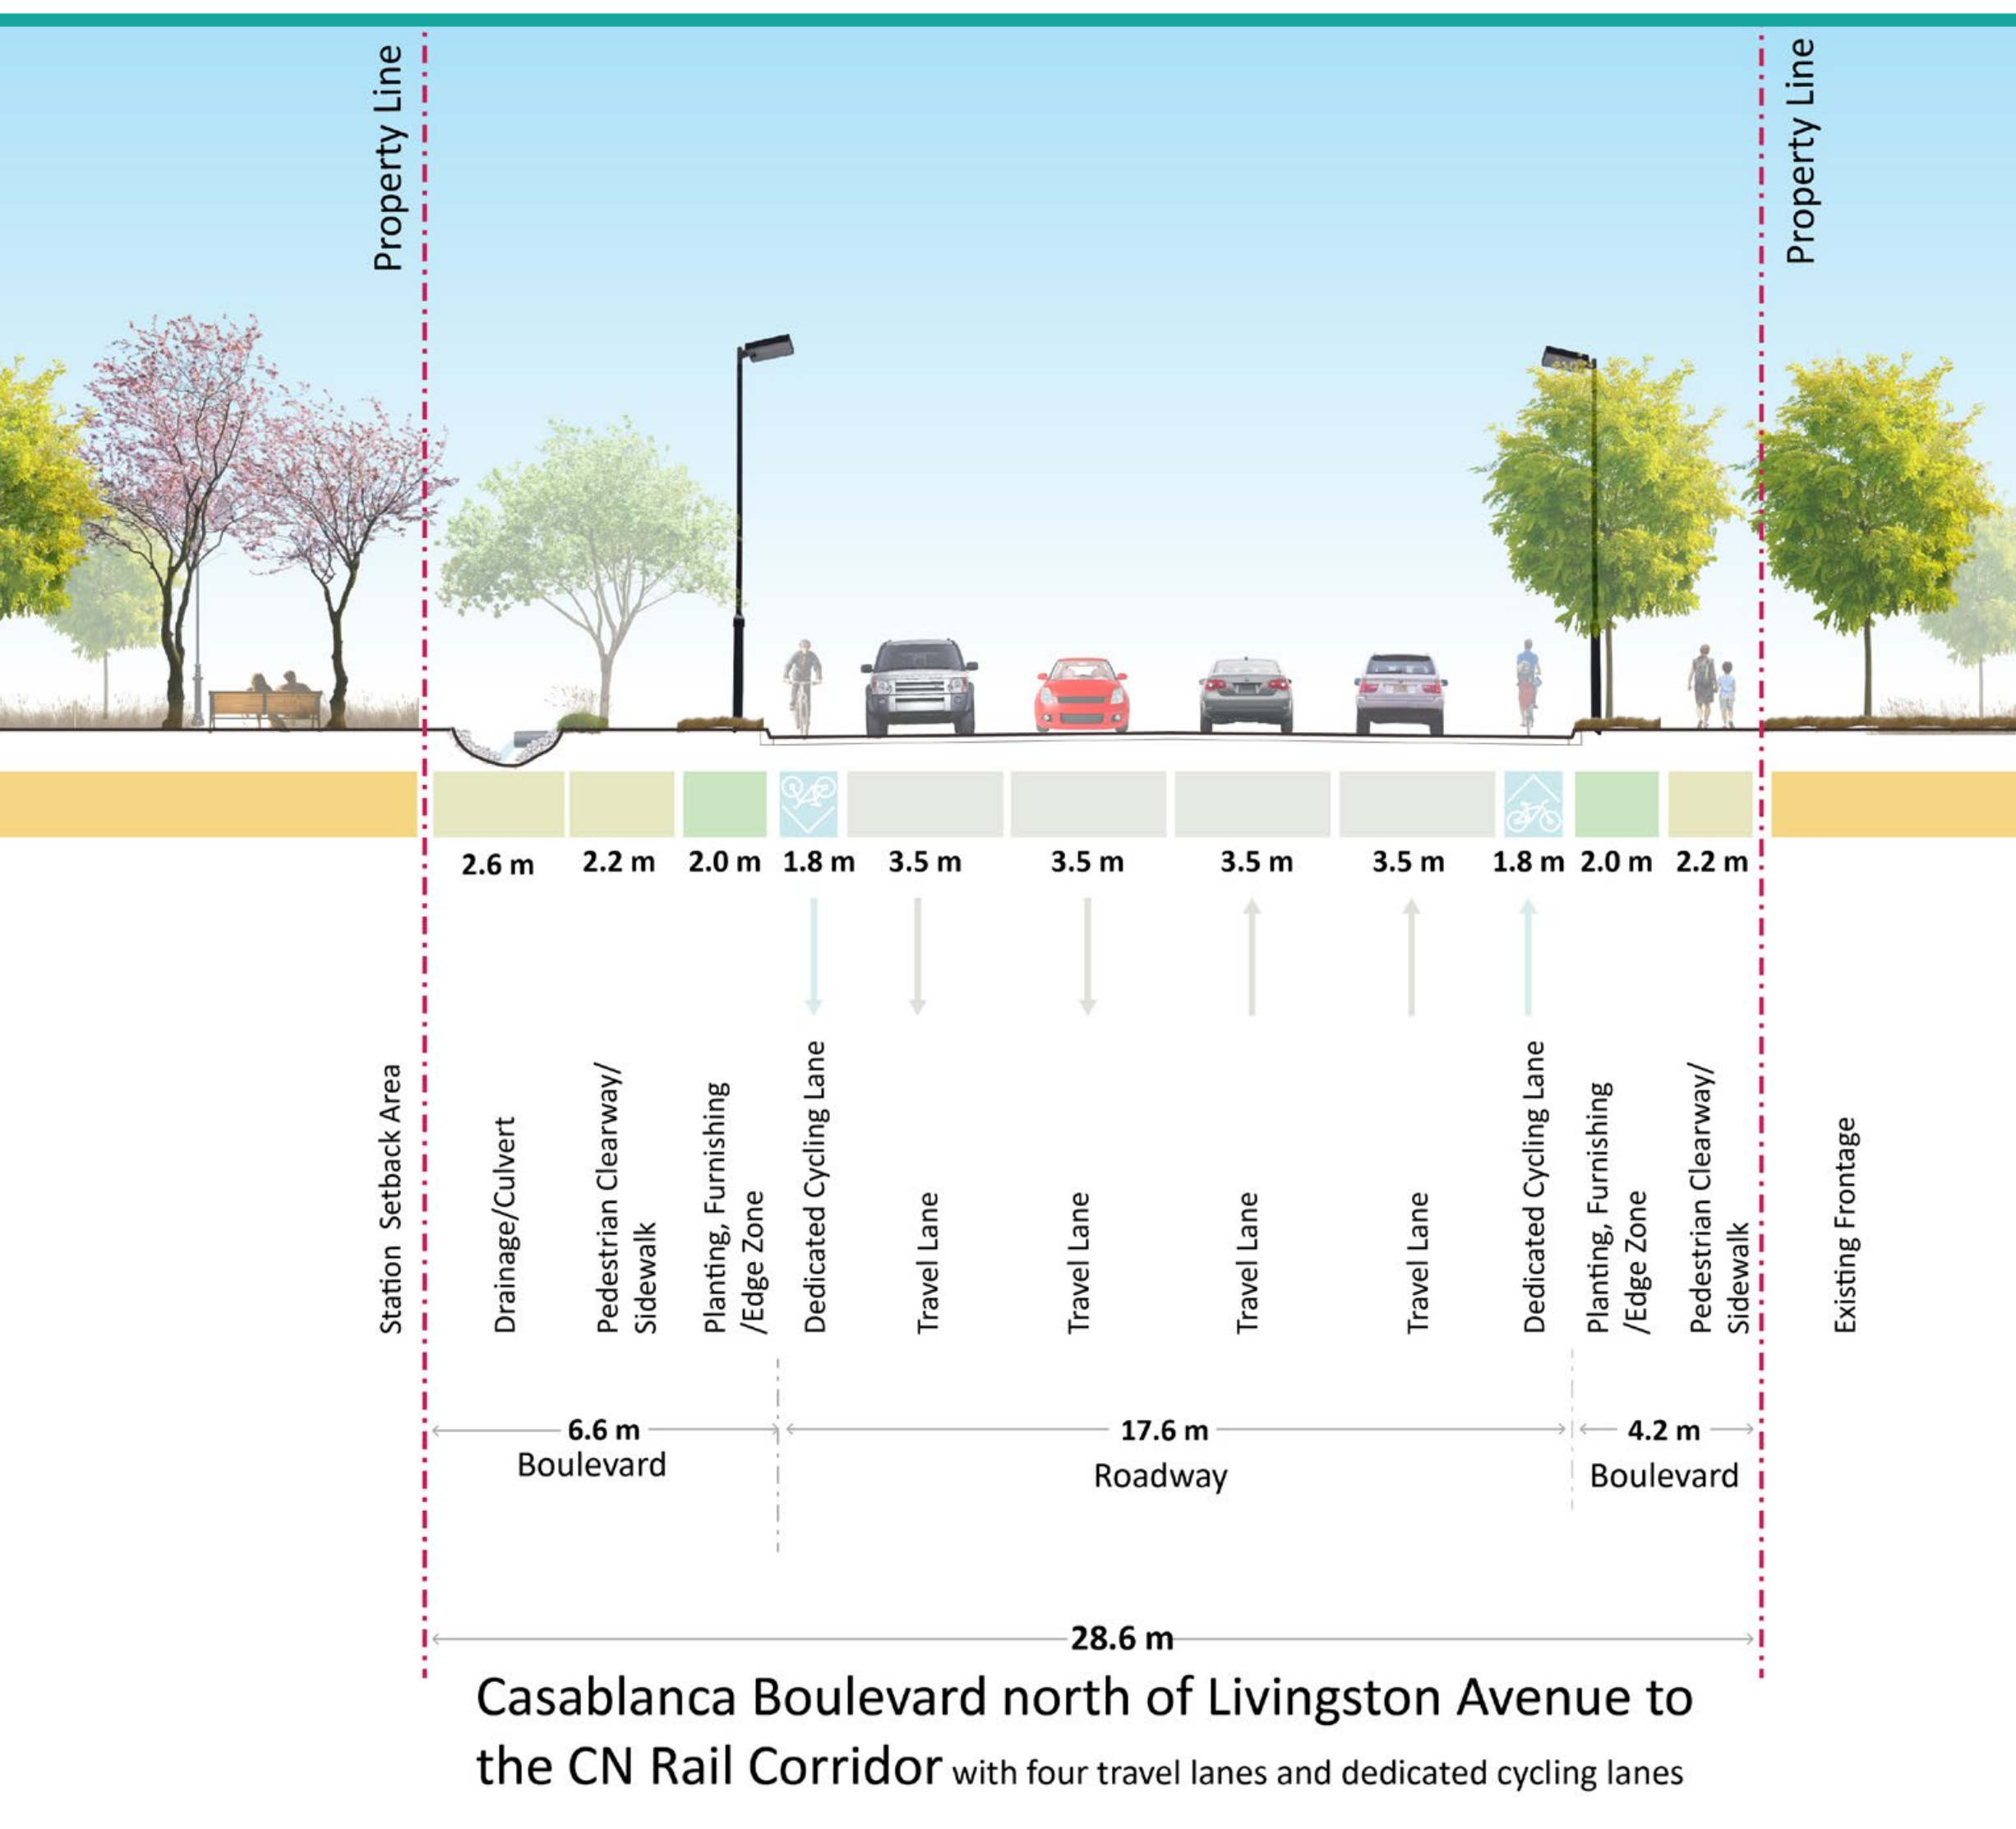 Property Line
Property Line
2.6 m
2.2 m
2.0 m
1.8 m
3.5 m
3.5 m
3.5 m
3.5 m
1.8 m
2.0 m
2.2 m
Station Setback Area
Drainage/Culvert
Pedestrian Clearway/
Sidewalk
Planting, Furnishing
/Edge Zone
Dedicated Cycling Lane
Travel Lane
Travel Lane
Travel Lane
Travel Lane
Dedicated Cycling Lane
Planting, Furnishing
/Edge Zone
Pedestrian Clearway/
Sidewalk
Existing Frontage
6.6 m
Boulevard
17.6 m
Roadway
4.2 m
Boulevard
28.6 m
Casablanca Boulevard north of Livingston Avenue to
the CN Rail Corridor with four travel lanes and dedicated cycling lanes